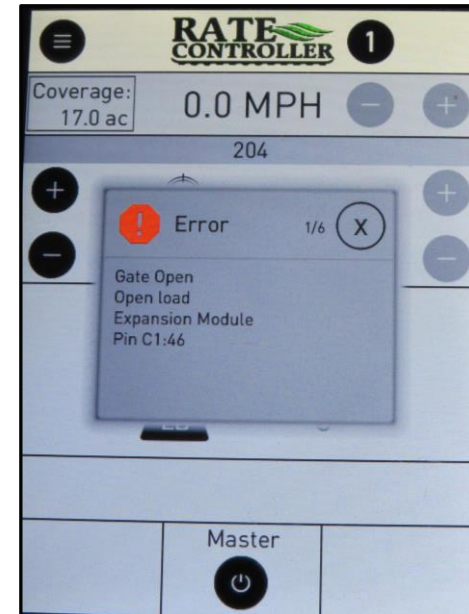 RATE
CONTROLLER
1
Coverage:
17.0 ac
0.0 MPH
204
Error
1/6
X
Gate Open
Open load
Expansion Module
Pin C1:46
Master